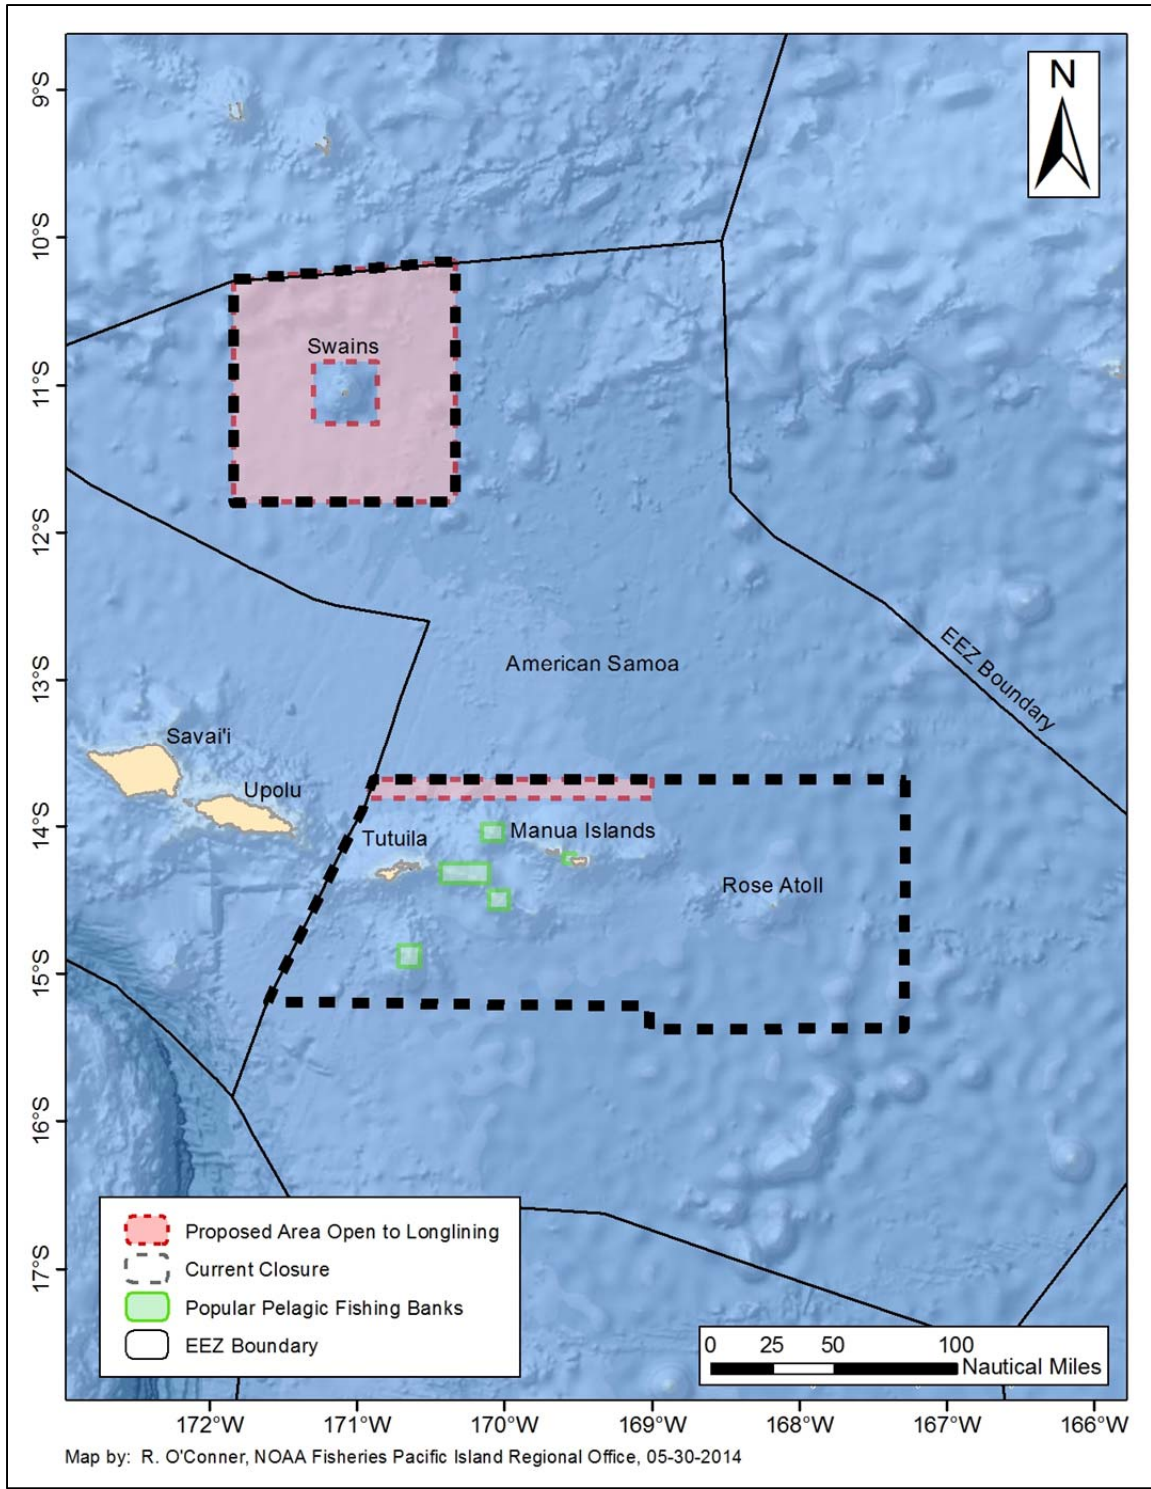 N
9°S
10°S
11°S
12°S
13°S
14°S
15°S
16°S
17°S
Swains
American Samoa
EEZ Boundary
Savai'i
Upolu
Tutuila
Manua Islands
Rose Atoll
Proposed Area Open to Longlining
Current Closure
Popular Pelagic Fishing Banks
EEZ Boundary
0 25 50 100
Nautical Miles
172°W 171°W 170°W 169°W 168°W 167°W 166°W
Map by: R. O'Conner, NOAA Fisheries Pacific Island Regional Office, 05-30-2014